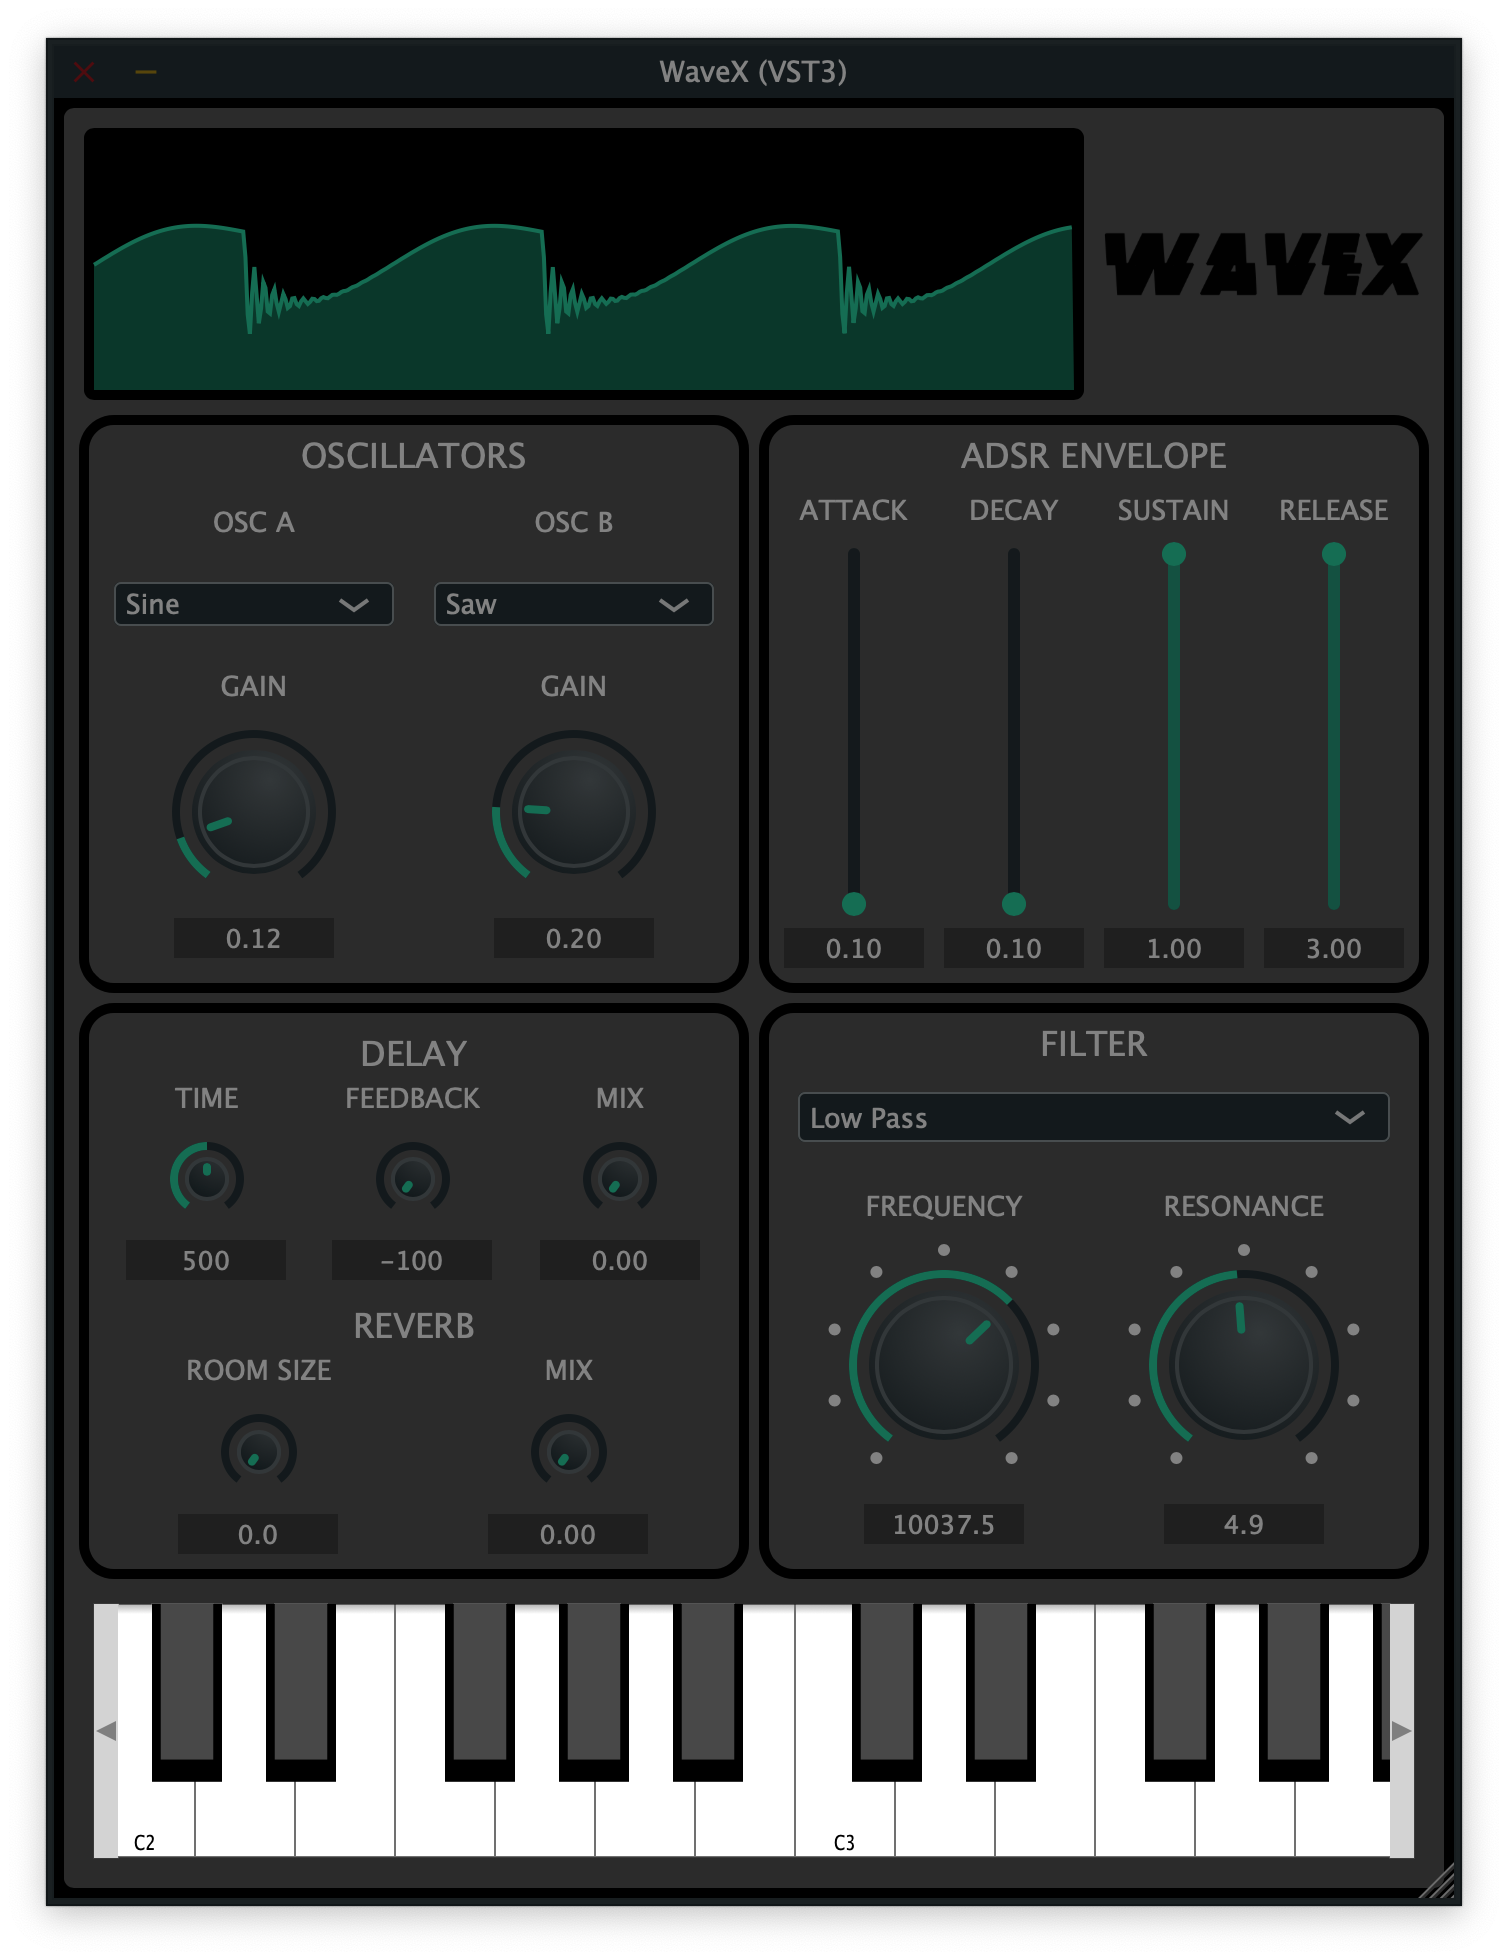 WaveX (VST3)
WAVEX
OSCILLATORS
OSC A
OSC B
Sine
Saw
GAIN
GAIN
0.12
0.20
ADSR ENVELOPE
ATTACK
DECAY
SUSTAIN
RELEASE
0.10
0.10
1.00
3.00
DELAY
TIME
FEEDBACK
MIX
500
-100
0.00
REVERB
ROOM SIZE
MIX
0.0
0.00
FILTER
Low Pass
FREQUENCY
RESONANCE
10037.5
4.9
C2
C3